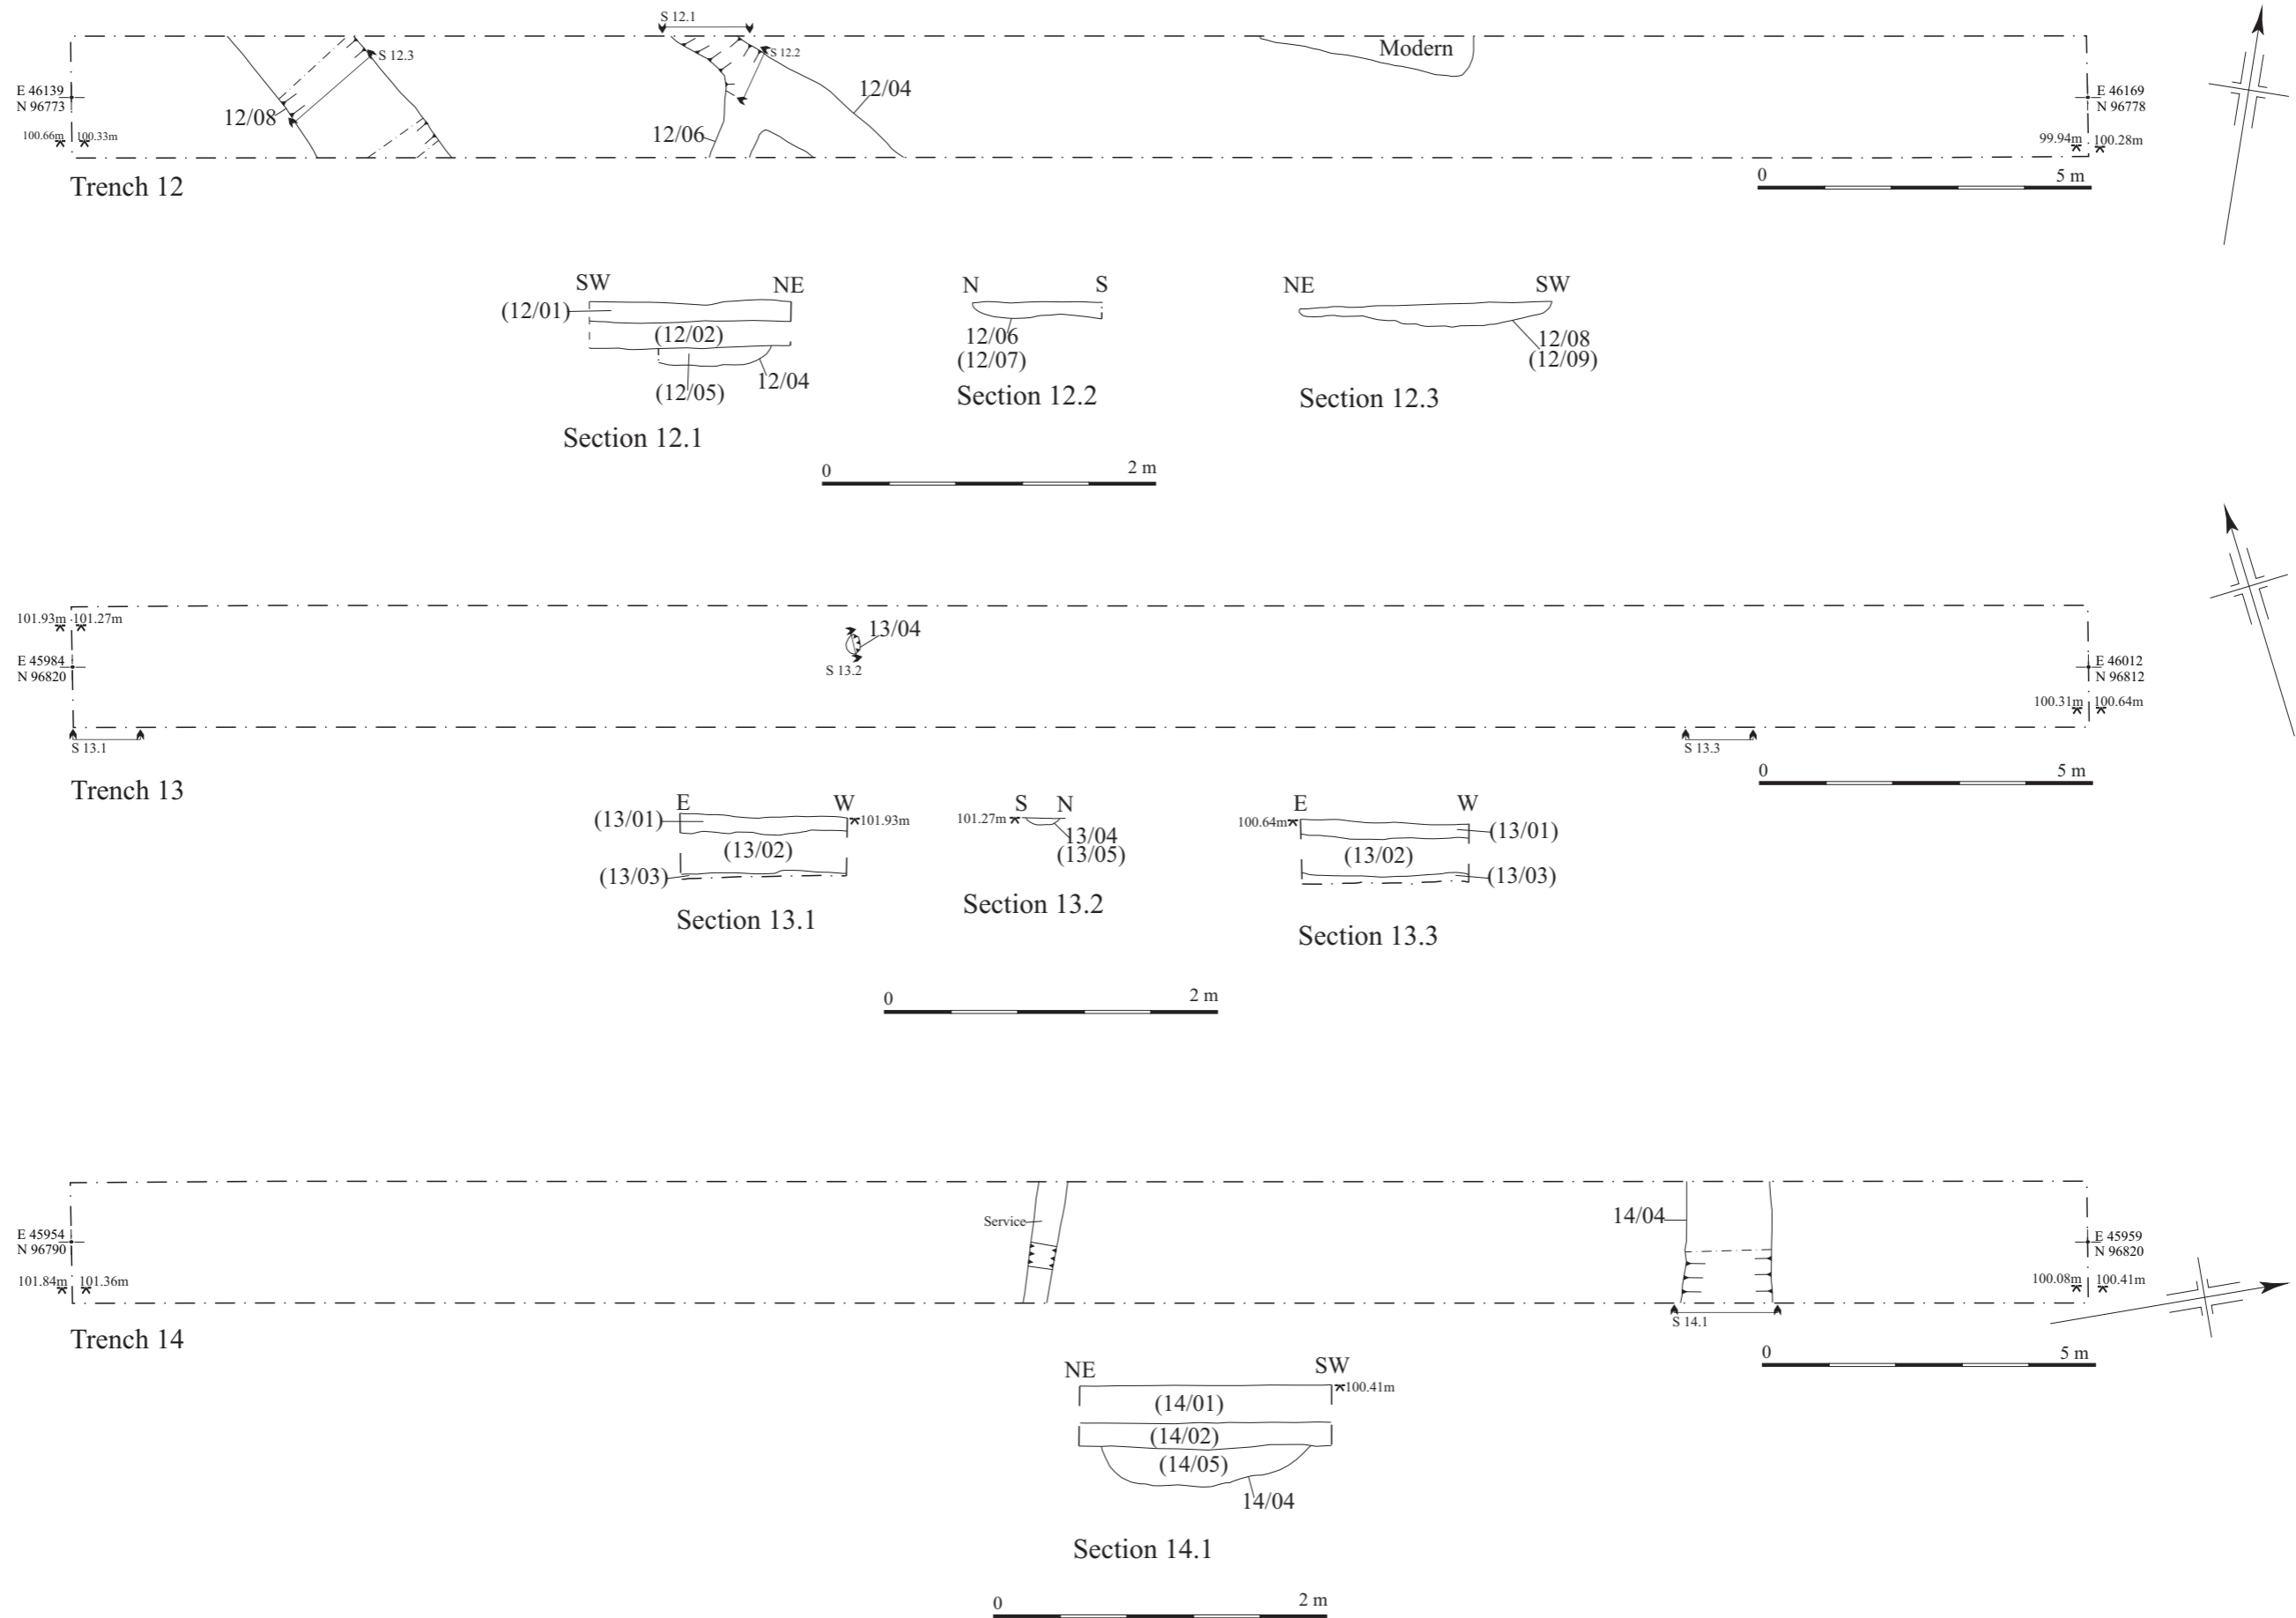 S 12.1
Modern
S 12.3
S 12.2
12/04
E 46139
N 96773
E 46169
N 96778
12/08
12/06
100.66m
100.33m
99.94m
100.28m
Trench 12
0
5 m
SW
NE
N
S
NE
SW
(12/01)
(12/02)
12/06
(12/07)
12/08
(12/09)
(12/05)
12/04
Section 12.2
Section 12.3
Section 12.1
0
2 m
101.93m
101.27m
13/04
E 45984
N 96820
E 46012
N 96812
S 13.2
100.31m
100.64m
S 13.1
S 13.3
Trench 13
0
5 m
E
W
S
N
E
W
(13/01)
101.93m
101.27m
100.64m
(13/01)
13/04
(13/05)
(13/02)
(13/02)
(13/03)
(13/03)
Section 13.1
Section 13.2
Section 13.3
0
2 m
Service
14/04
E 45954
N 96790
E 45959
N 96820
101.84m
101.36m
100.08m
100.41m
S 14.1
Trench 14
0
5 m
NE
SW
100.41m
(14/01)
(14/02)
(14/05)
14/04
Section 14.1
0
2 m